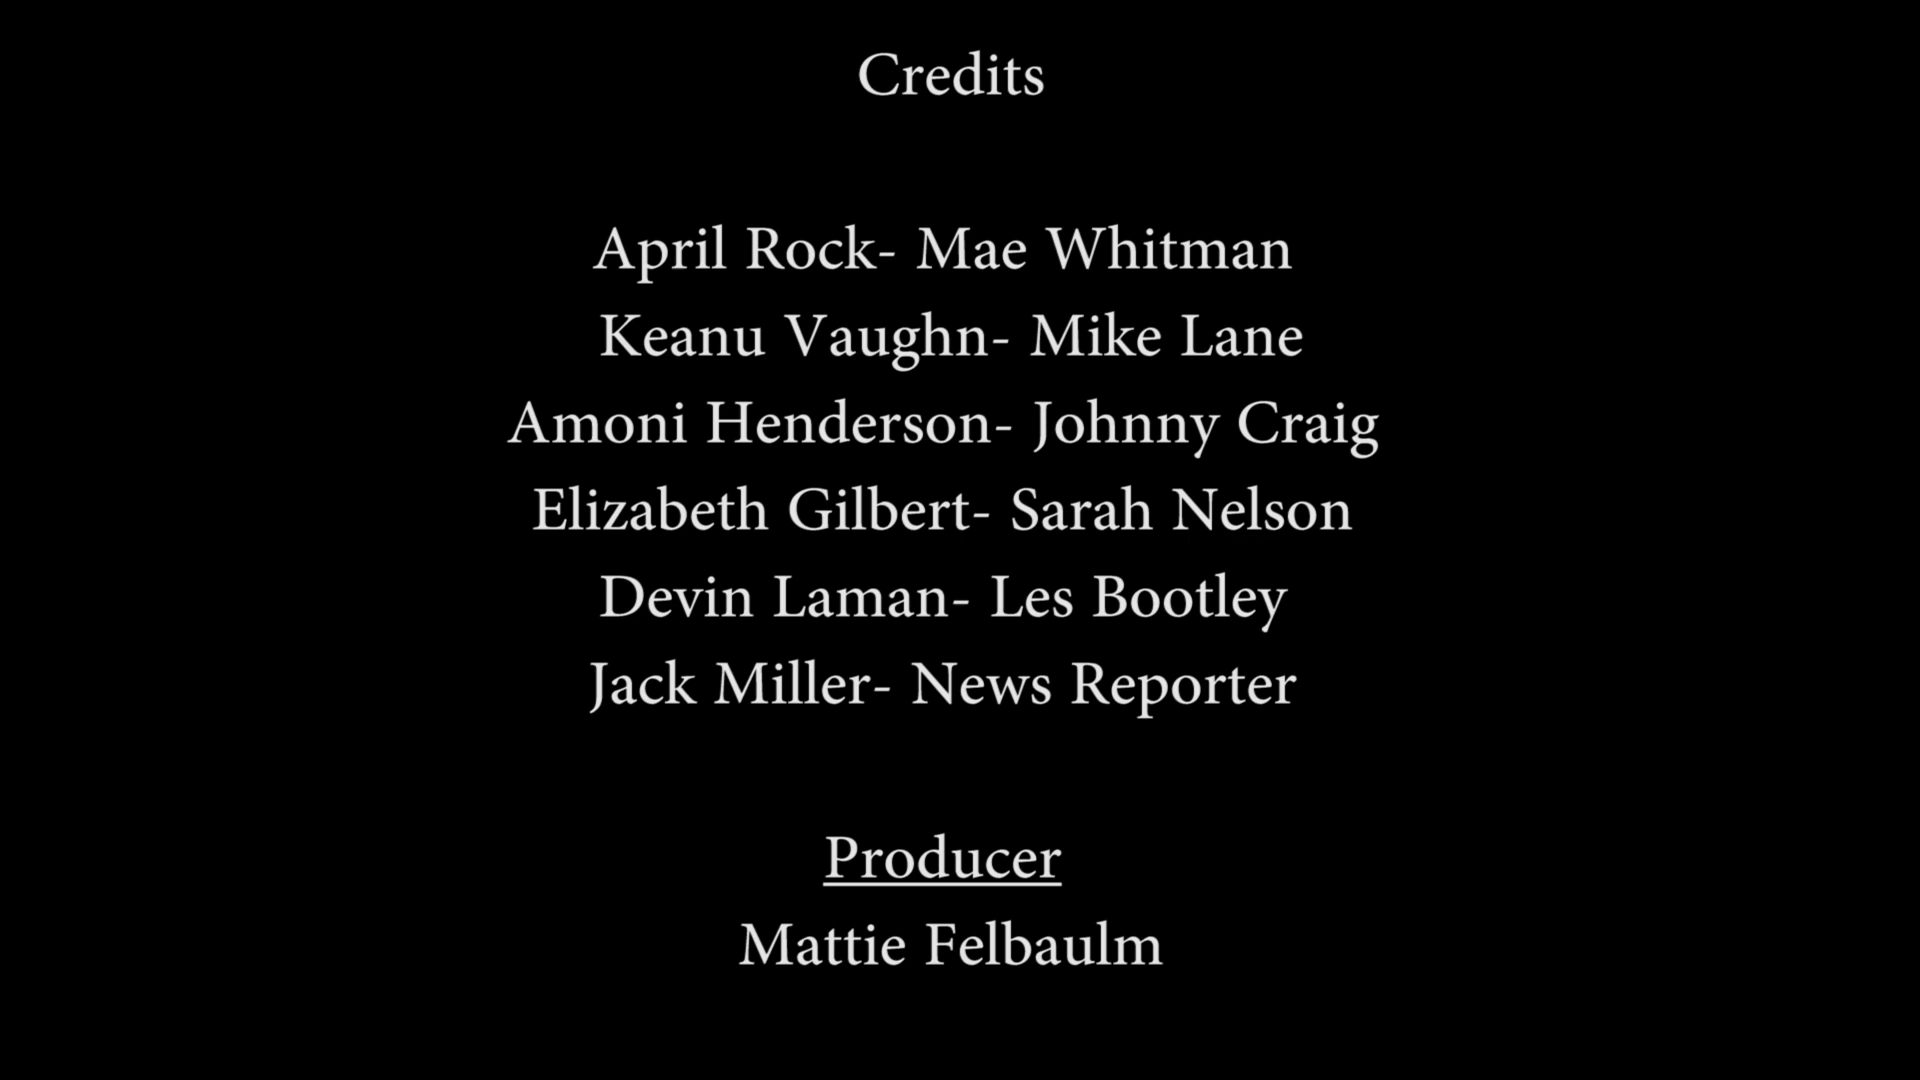 Credits
April Rock- Mae Whitman
Keanu Vaughn- Mike Lane
Amoni Henderson- Johnny Craig
Elizabeth Gilbert- Sarah Nelson
Devin Laman- Les Bootley
Jack Miller- News Reporter
Producer
Mattie Felbaulm